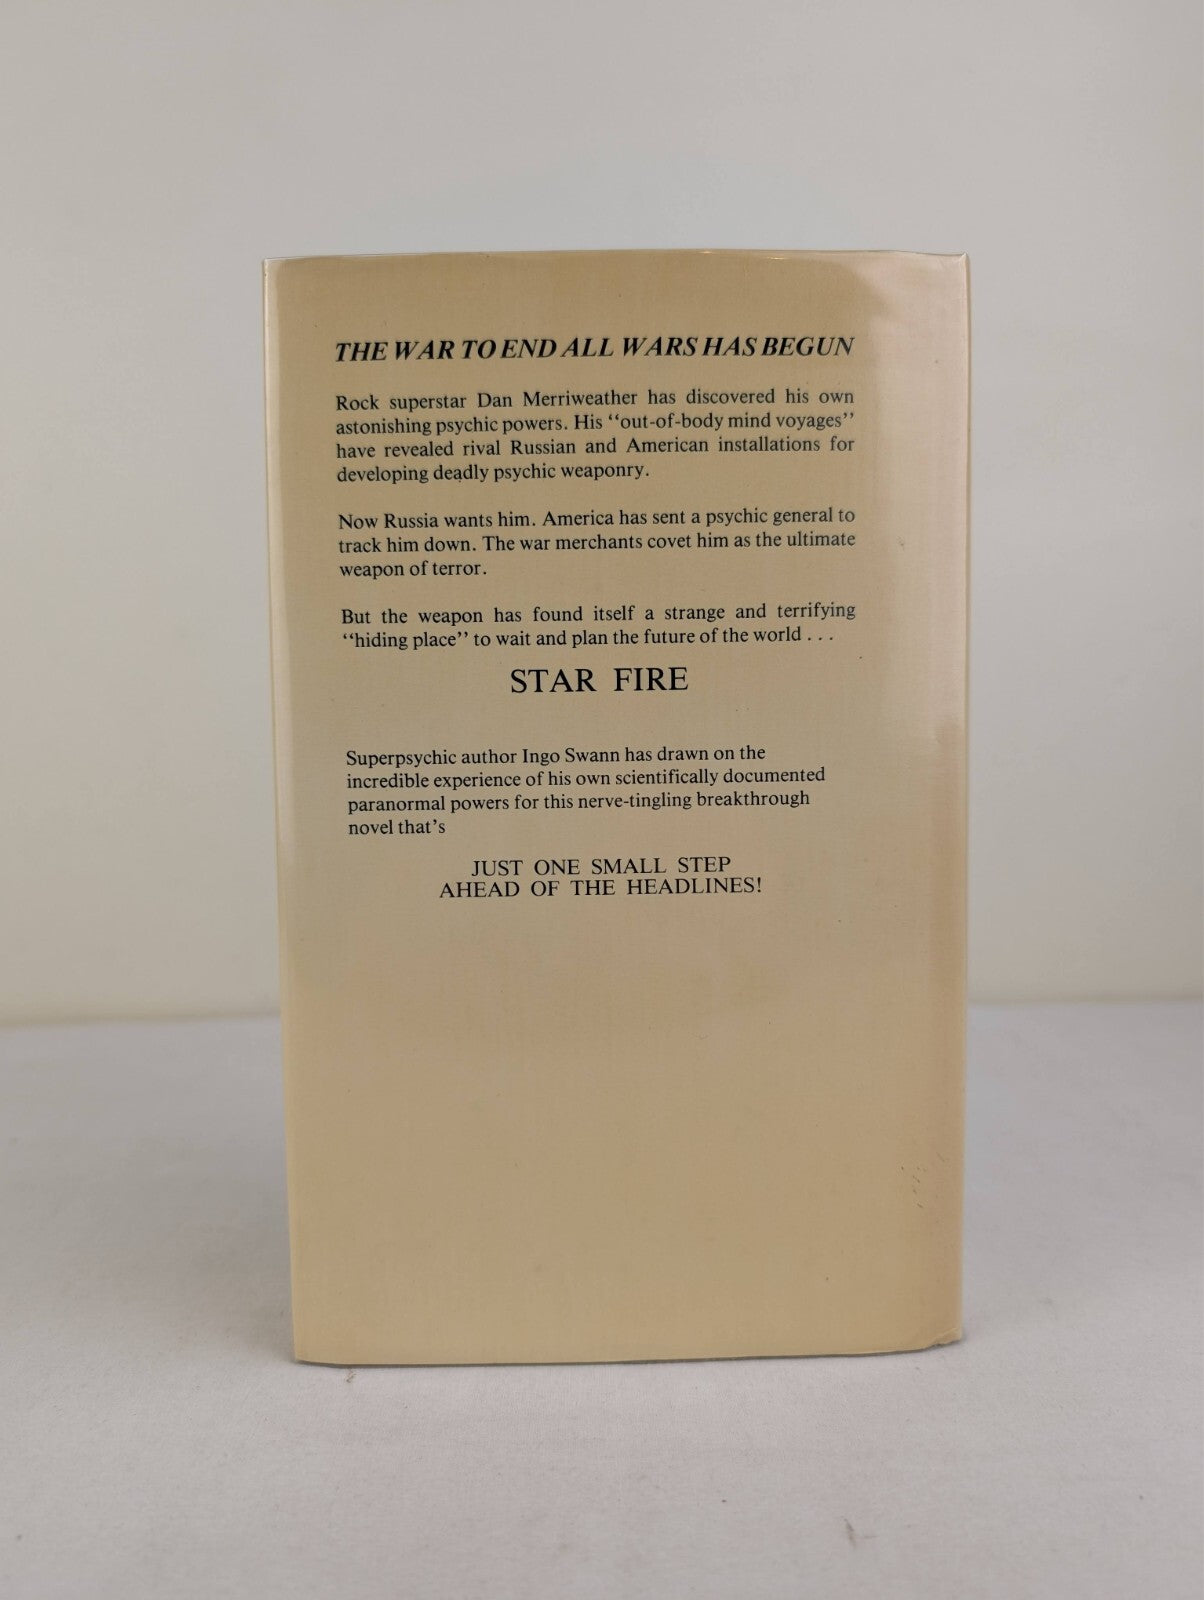 THE WAR TO END ALL WARS HAS BEGUN
Rock superstar Dan Merriweather has discovered his own
astonishing psychic powers. His "out-of-body mind voyages"
have revealed rival Russian and American installations for
developing deadly psychic weaponry.
Now Russia wants him. America has sent a psychic general to
track him down. The war merchants covet him as the ultimate
weapon of terror.
But the weapon has found itself a strange and terrifying
"hiding place" to wait and plan the future of the world . . .
STAR FIRE
Superpsychic author Ingo Swann has drawn on the
incredible experience of his own scientifically documented
paranormal powers for this nerve-tingling breakthrough
novel that's
JUST ONE SMALL STEP
AHEAD OF THE HEADLINES!